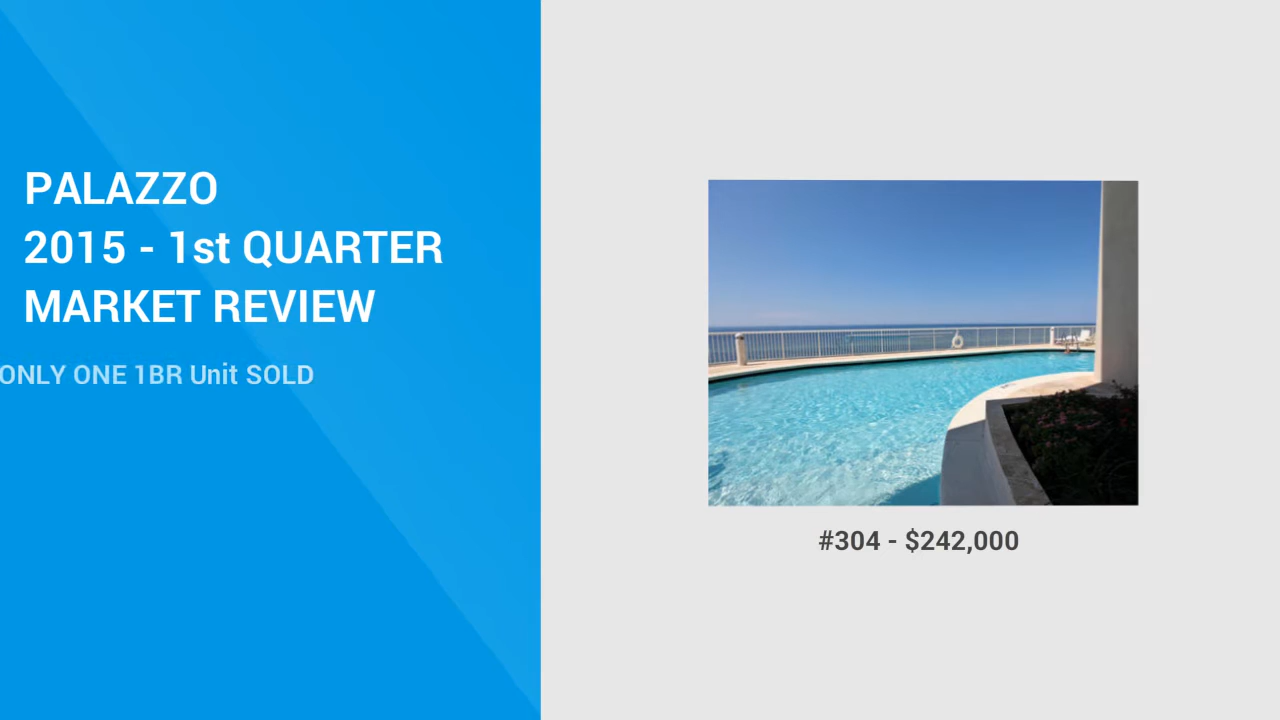 PALAZZO
2015 - 1st QUARTER
MARKET REVIEW
ONLY ONE 1BR Unit SOLD
#304 - $242,000